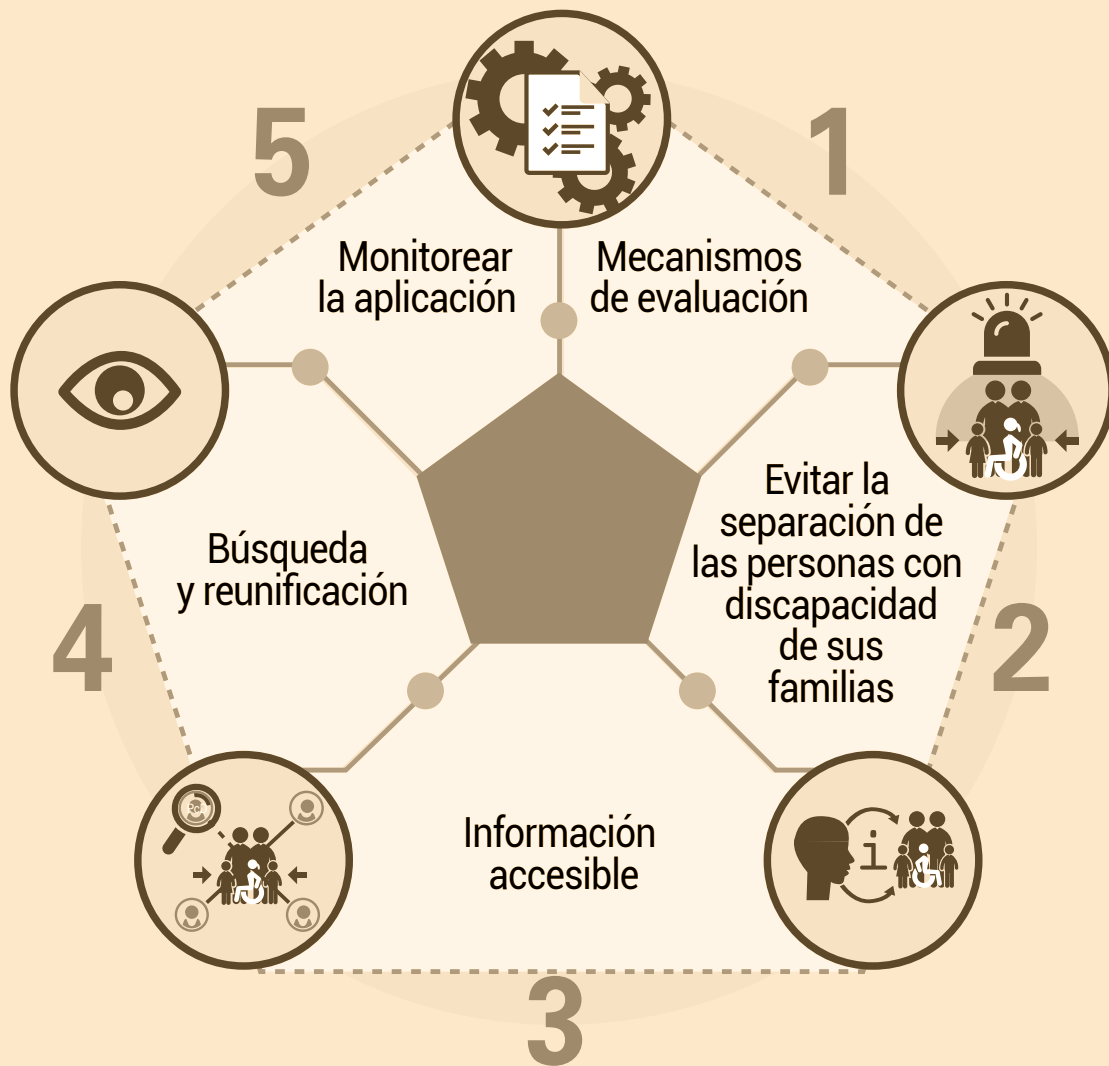 1
Mecanismos
de evaluación
2
Evitar la
separación de
las personas con
discapacidad
de sus
familias
3
Información
accesible
i
4
Búsqueda
y reunificación
5
Monitorear
la aplicación